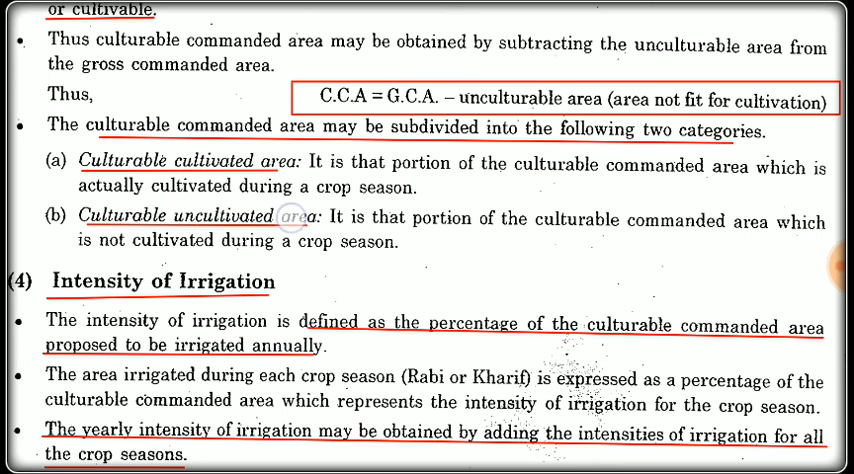 or cultivable.
• Thus culturable commanded area may be obtained by subtracting the unculturable area from
the gross commanded area.
Thus, C.C.A = G.C.A. – unculturable area (area not fit for cultivation)
• The culturable commanded area may be subdivided into the following two categories.
(a) Culturable cultivated area: It is that portion of the culturable commanded area which is
actually cultivated during a crop season.
(b) Culturable uncultivated area: It is that portion of the culturable commanded area which
is not cultivated during a crop season.
(4) Intensity of Irrigation
• The intensity of irrigation is defined as the percentage of the culturable commanded area
proposed to be irrigated annually.
• The area irrigated during each crop season (Rabi or Kharif) is expressed as a percentage of the
culturable commanded area which represents the intensity of irrigation for the crop season.
• The yearly intensity of irrigation may be obtained by adding the intensities of irrigation for all
the crop seasons.